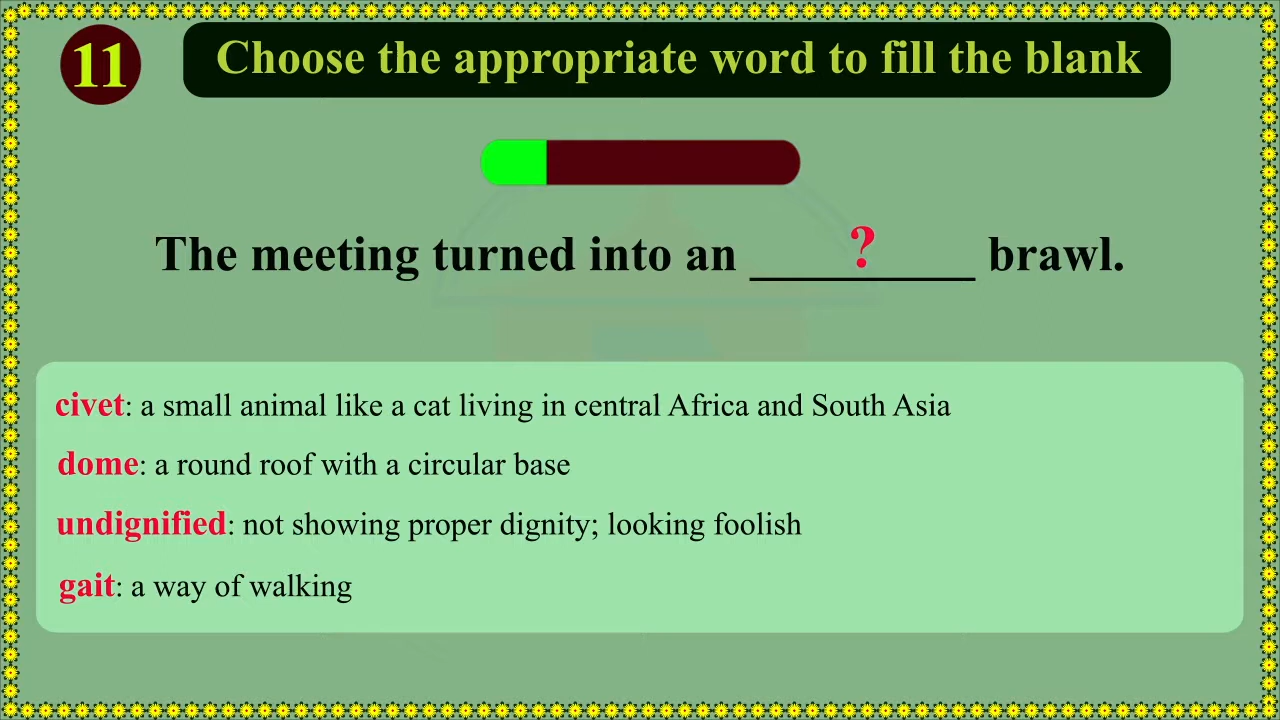 11
Choose the appropriate word to fill the blank
The meeting turned into an _________ brawl.
?
civet: a small animal like a cat living in central Africa and South Asia
dome: a round roof with a circular base
undignified: not showing proper dignity; looking foolish
gait: a way of walking